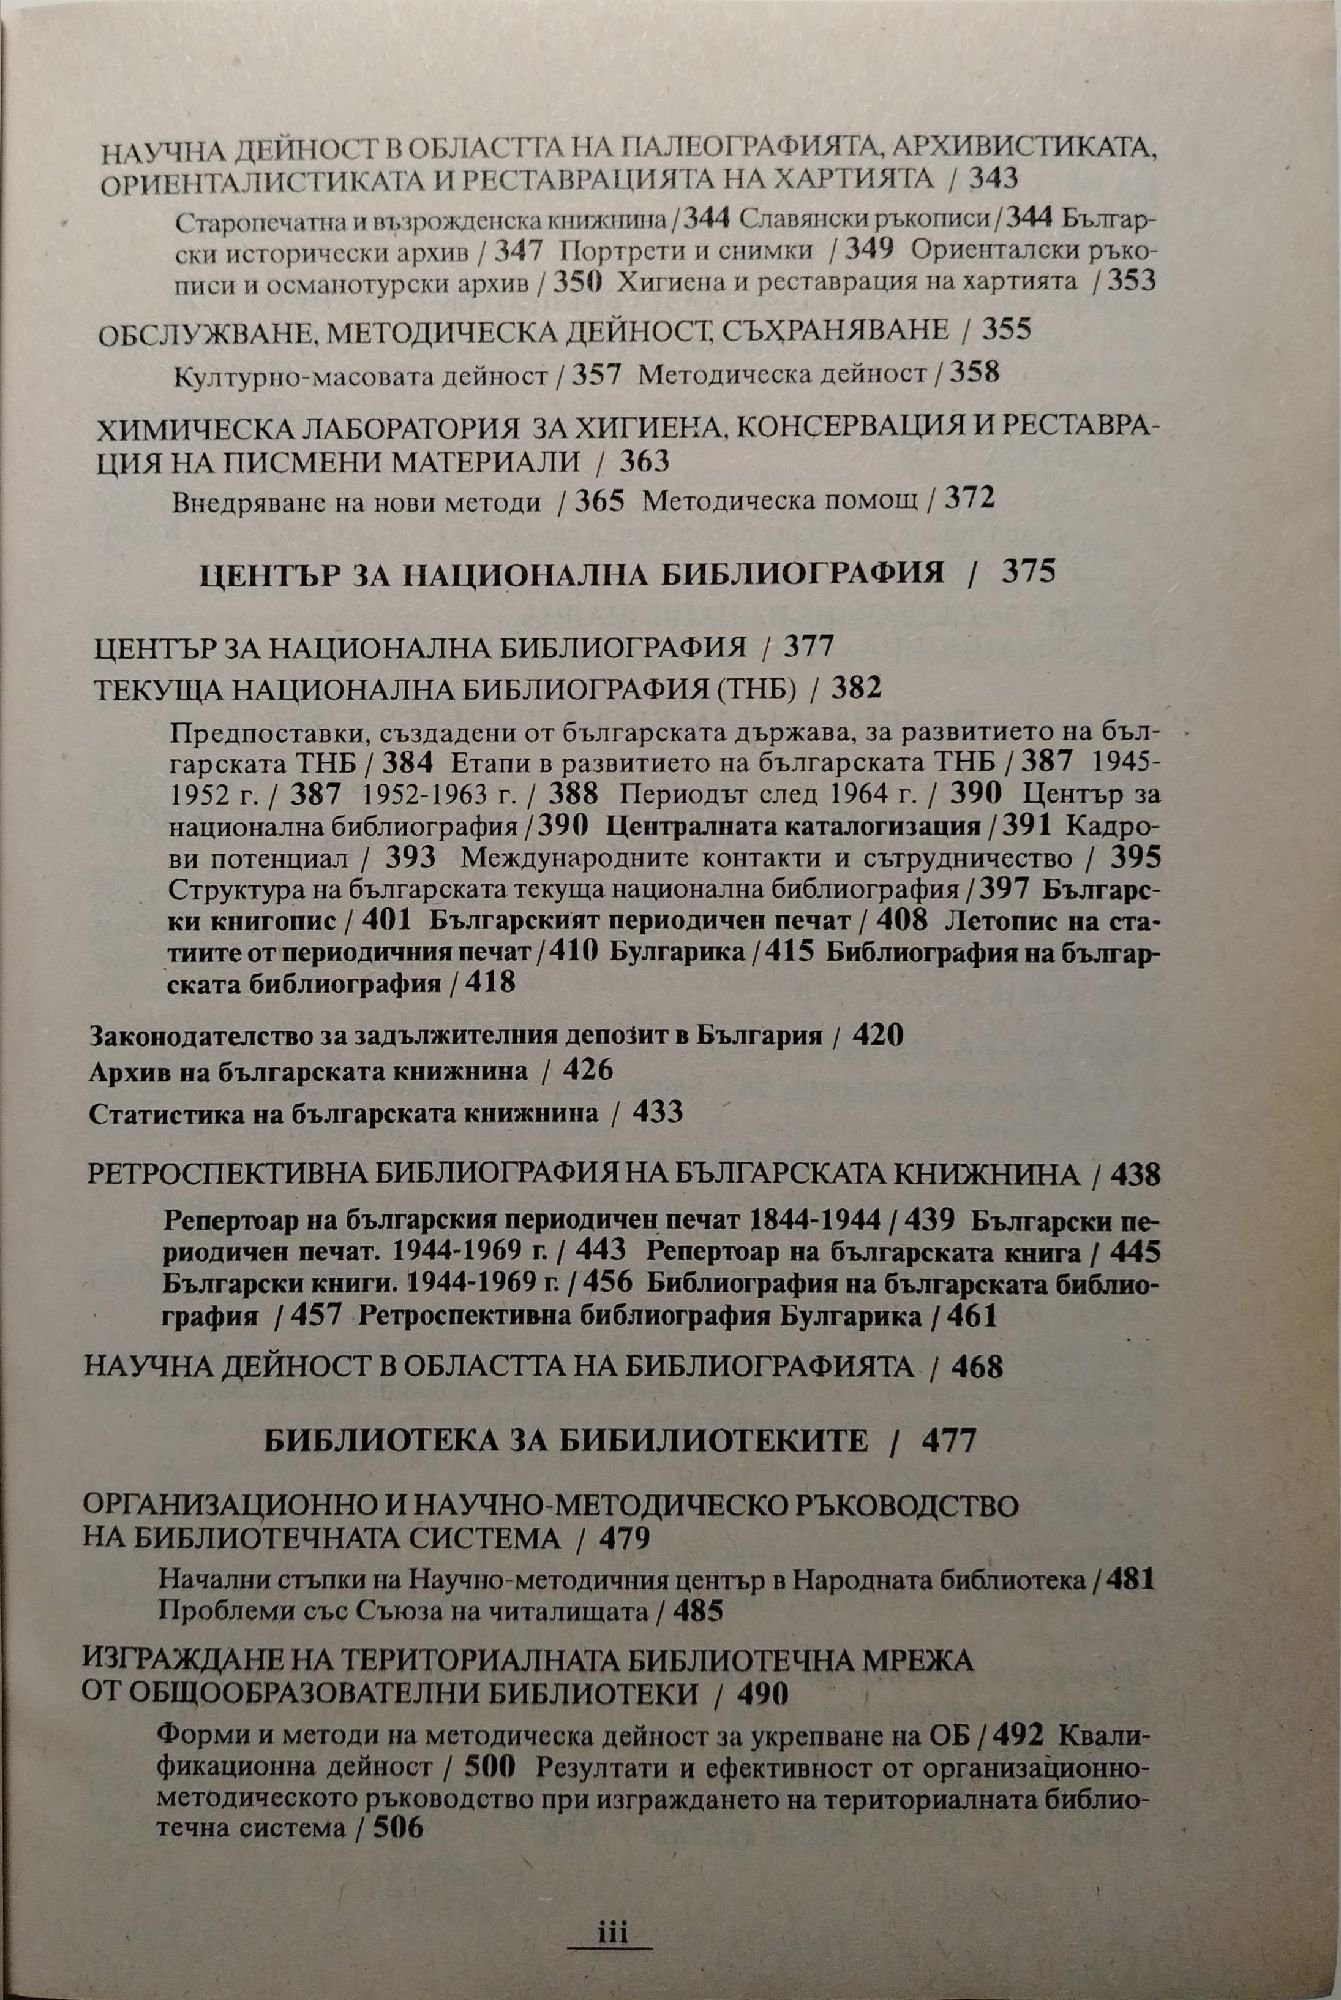 НАУЧНА ДЕЙНОСТ В ОБЛАСТТА НА ПАЛЕОГРАФИЯТА, АРХИВИСТИКАТА,
ОРИЕНТАЛИСТИКАТА И РЕСТАВРАЦИЯТА НА ХАРТИЯТА / 343
Старопечатна и възрожденска книжнина / 344 Славянски ръкописи / 344 Българ-
ски исторически архив / 347 Портрети и снимки / 349 Ориенталски ръко-
писи и османотурски архив / 350 Хигиена и реставрация на хартията / 353
ОБСЛУЖВАНЕ, МЕТОДИЧЕСКА ДЕЙНОСТ, СЪХРАНЯВАНЕ / 355
Културно-масовата дейност / 357 Методическа дейност / 358
ХИМИЧЕСКА ЛАБОРАТОРИЯ ЗА ХИГИЕНА, КОНСЕРВАЦИЯ И РЕСТАВРА-
ЦИЯ НА ПИСМЕНИ МАТЕРИАЛИ / 363
Внедряване на нови методи / 365 Методическа помощ / 372
ЦЕНТЪР ЗА НАЦИОНАЛНА БИБЛИОГРАФИЯ / 375
ЦЕНТЪР ЗА НАЦИОНАЛНА БИБЛИОГРАФИЯ / 377
ТЕКУЩА НАЦИОНАЛНА БИБЛИОГРАФИЯ (ТНБ) / 382
Предпоставки, създадени от българската държава, за развитието на бъл-
гарската ТНБ / 384 Етапи в развитието на българската ТНБ / 387 1945-
1952 г. / 387 1952-1963 г. / 388 Периодът след 1964 г. / 390 Център за
национална библиография / 390 Централната каталогизация / 391 Кадро-
ви потенциал / 393 Международните контакти и сътрудничество / 395
Структура на българската текуща национална библиография / 397 Българс-
ки книгопис / 401 Българският периодичен печат / 408 Летопис на ста-
тиите от периодичния печат / 410 Булгарика / 415 Библиография на българ-
ската библиография / 418
Законодателство за задължителния депозит в България / 420
Архив на българската книжнина / 426
Статистика на българската книжнина / 433
РЕТРОСПЕКТИВНА БИБЛИОГРАФИЯ НА БЪЛГАРСКАТА КНИЖНИНА / 438
Репертоар на българския периодичен печат 1844-1944 / 439 Български пе-
риодичен печат. 1944-1969 г. / 443 Репертоар на българската книга / 445
Български книги. 1944-1969 г. / 456 Библиография на българската библио-
графия / 457 Ретроспективна библиография Булгарика / 461
НАУЧНА ДЕЙНОСТ В ОБЛАСТТА НА БИБЛИОГРАФИЯТА / 468
БИБЛИОТЕКА ЗА БИБИЛИОТЕКИТЕ / 477
ОРГАНИЗАЦИОННО И НАУЧНО-МЕТОДИЧЕСКО РЪКОВОДСТВО
НА БИБЛИОТЕЧНАТА СИСТЕМА / 479
Начални стъпки на Научно-методичния център в Народната библиотека / 481
Проблеми със Съюза на читалищата / 485
ИЗГРАЖДАНЕ НА ТЕРИТОРИАЛНАТА БИБЛИОТЕЧНА МРЕЖА
ОТ ОБЩООБРАЗОВАТЕЛНИ БИБЛИОТЕКИ / 490
Форми и методи на методическа дейност за укрепване на ОБ / 492 Квали-
фикационна дейност / 500 Резултати и ефективност от организационно-
методическото ръководство при изграждането на териториалната библио-
течна система / 506
iii